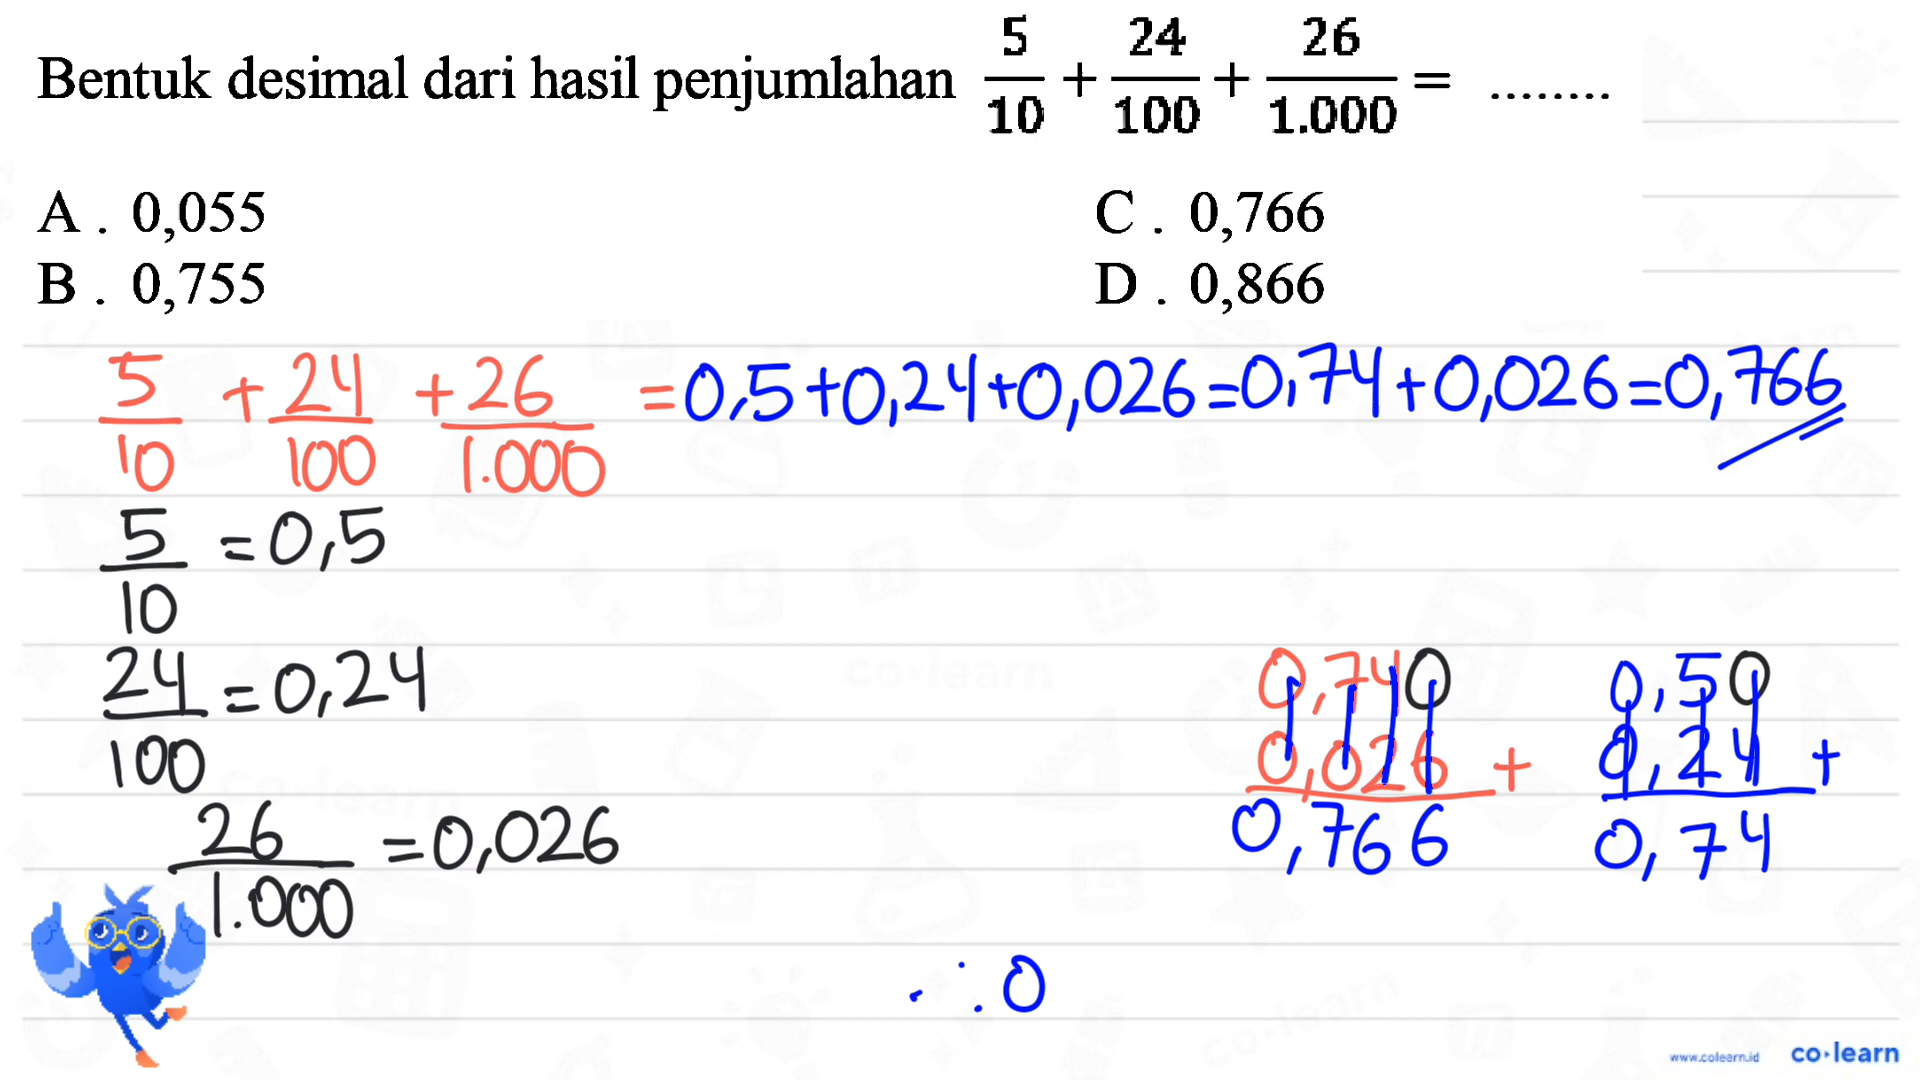 Bentuk desimal dari hasil penjumlahan 5/10 + 24/100 + 26/1.000 = ........
A . 0,055
C . 0,766
B . 0,755
D . 0,866
5/10 + 24/100 + 26/1.000 = 0,5+0,24+0,026=0,74+0,026=0,766
5/10 = 0,5
24/100 = 0,24
26/1.000 = 0,026
0,740
0,026 +
0,766
0,50
0,24 +
0,74
∴ 0
www.colearn.id
co·learn